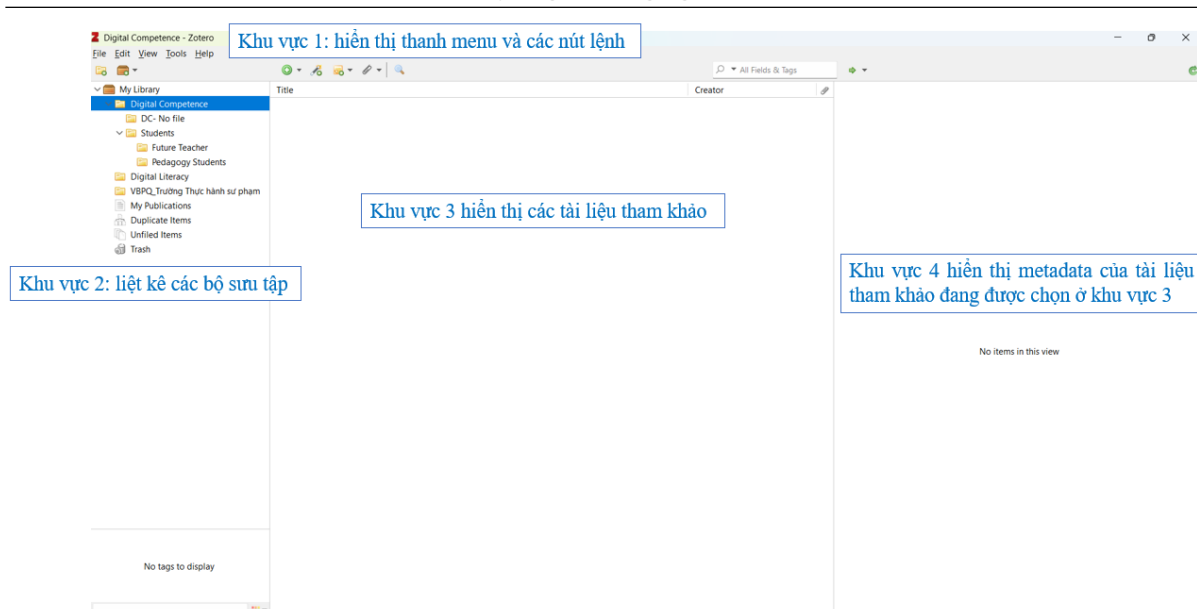 Digital Competence - Zotero
Khu vực 1: hiển thị thanh menu và các nút lệnh
File Edit View Tools Help
All Fields & Tags
My Library
Title
Creator
Digital Competence
DC- No file
Students
Future Teacher
Pedagogy Students
Digital Literacy
VBPQ_Trường Thực hành sư phạm
My Publications
Duplicate Items
Unfiled Items
Trash
Khu vực 3 hiển thị các tài liệu tham khảo
Khu vực 2: liệt kê các bộ sưu tập
Khu vực 4 hiển thị metadata của tài liệu
tham khảo đang được chọn ở khu vực 3
No items in this view
No tags to display